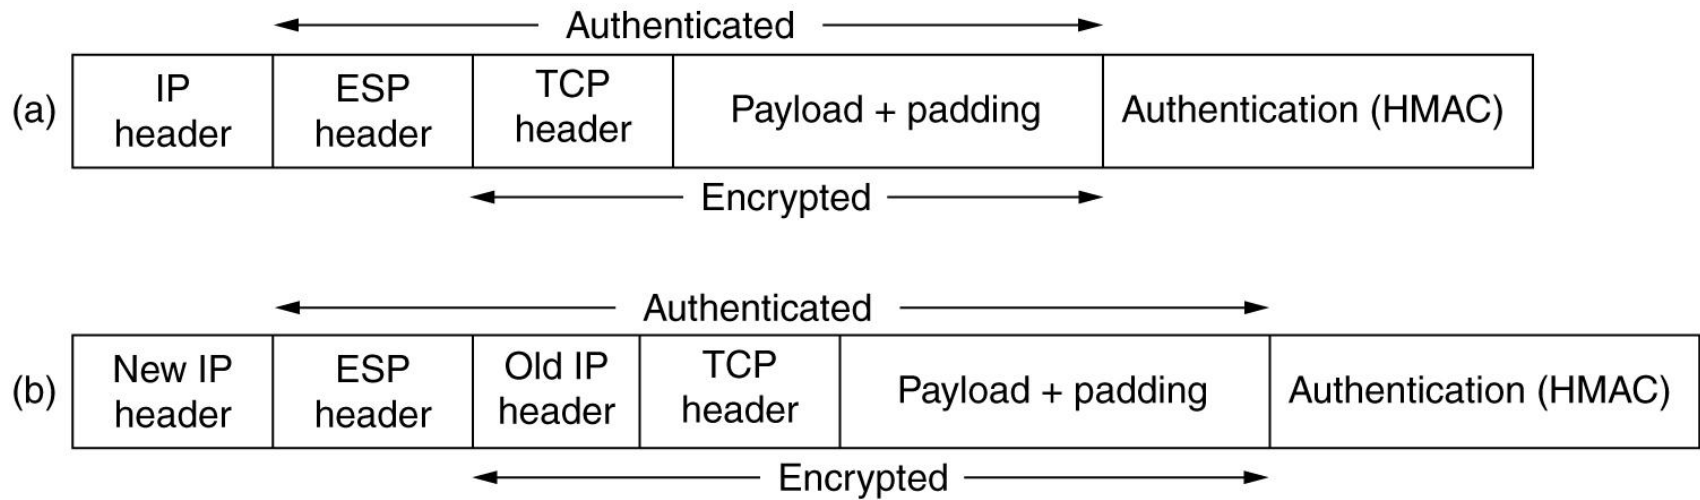 Authenticated
(a)
IP
header
ESP
header
TCP
header
Payload + padding
Authentication (HMAC)
Encrypted
Authenticated
(b)
New IP
header
ESP
header
Old IP
header
TCP
header
Payload + padding
Authentication (HMAC)
Encrypted